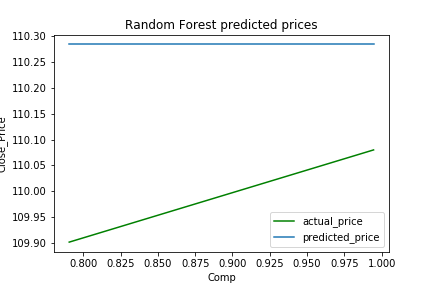 Random Forest predicted prices
Close_Price
110.30
110.25
110.20
110.15
110.10
110.05
110.00
109.95
109.90
0.800 0.825 0.850 0.875 0.900 0.925 0.950 0.975 1.000
Comp
actual_price
predicted_price